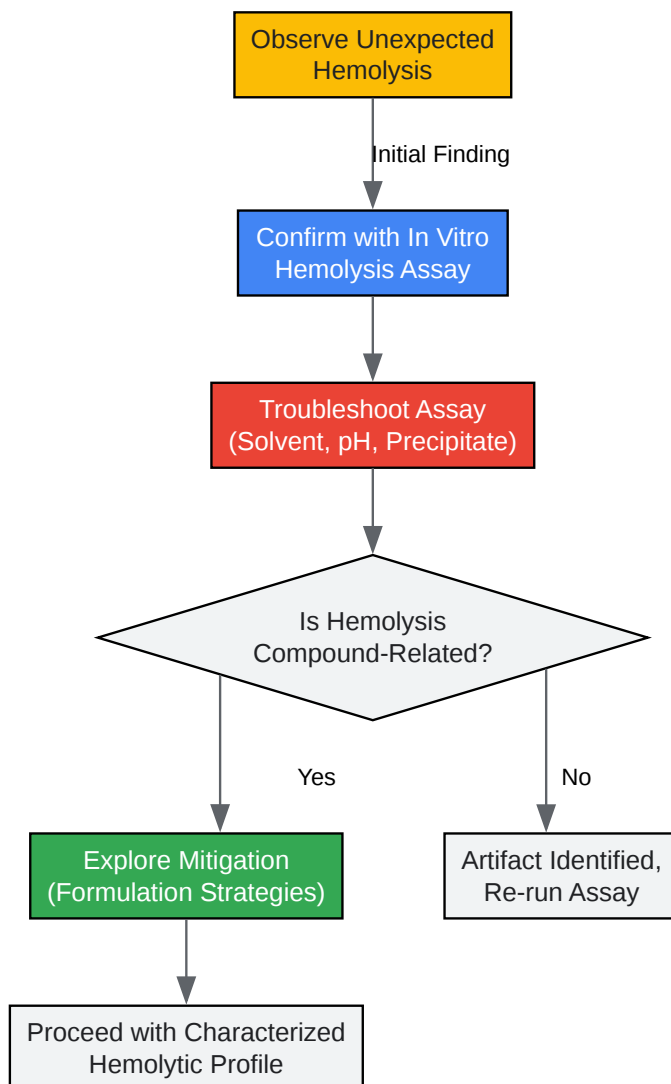 Observe Unexpected
Hemolysis
Initial Finding
Confirm with In Vitro
Hemolysis Assay
Troubleshoot Assay
(Solvent, pH, Precipitate)
Is Hemolysis
Compound-Related?
Yes
No
Explore Mitigation
(Formulation Strategies)
Artifact Identified,
Re-run Assay
Proceed with Characterized
Hemolytic Profile